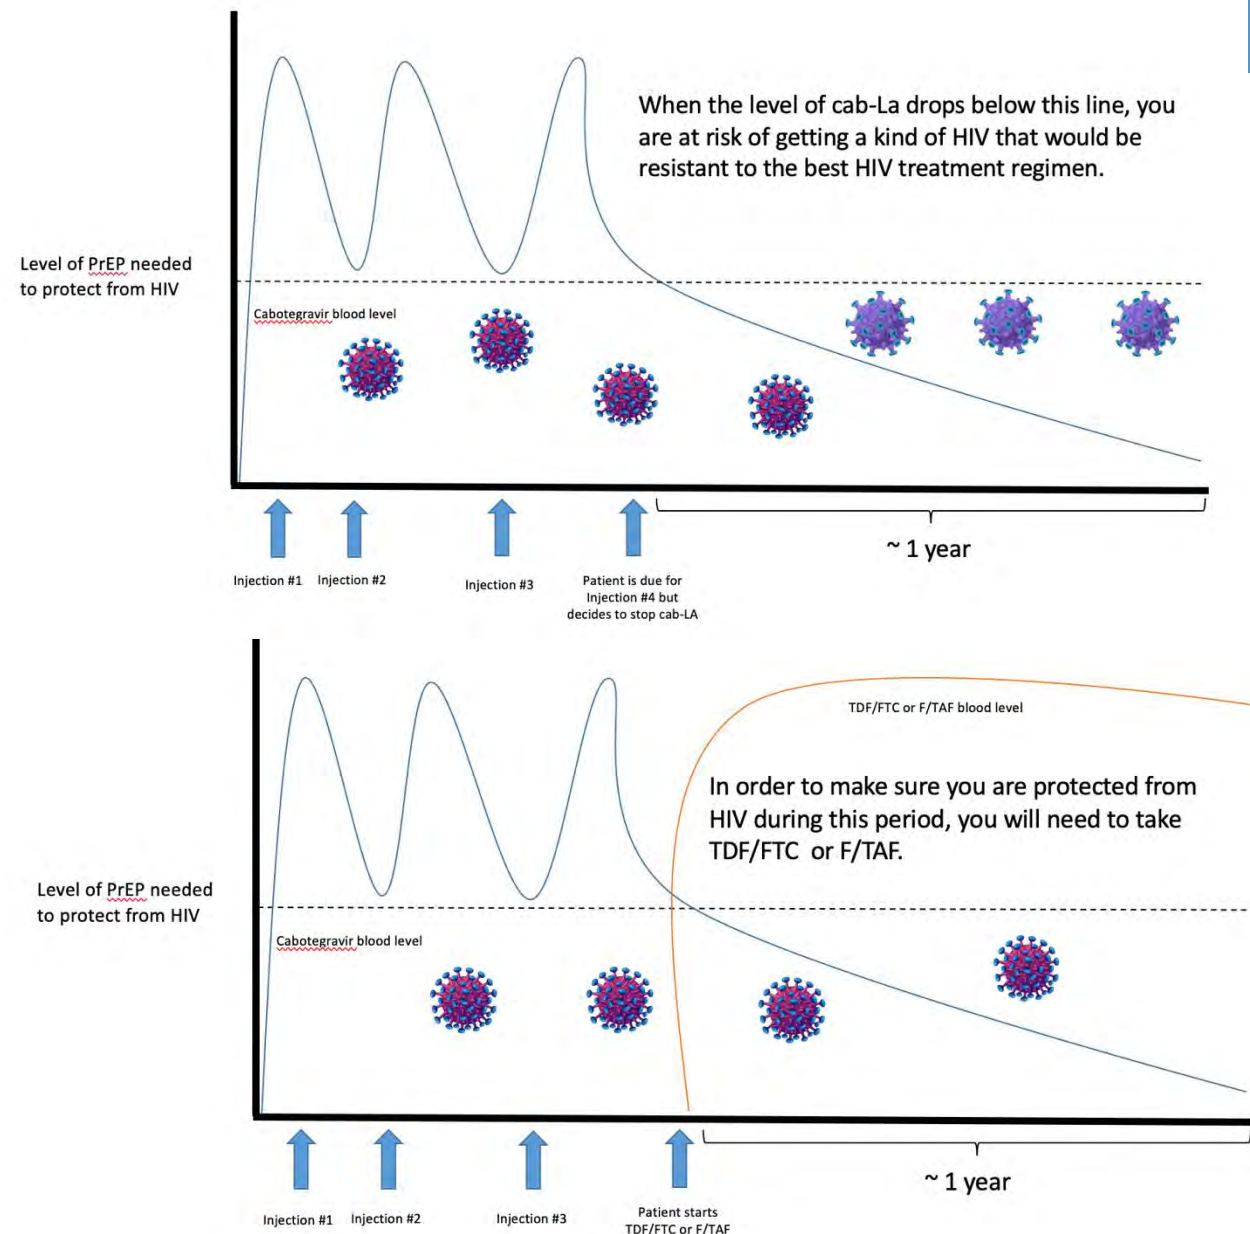 When the level of cab-La drops below this line, you
are at risk of getting a kind of HIV that would be
resistant to the best HIV treatment regimen.
Level of PrEP needed
to protect from HIV
Cabotegravir blood level
~ 1 year
Injection #1
Injection #2
Injection #3
Patient is due for
Injection #4 but
decides to stop cab-LA
TDF/FTC or F/TAF blood level
In order to make sure you are protected from
HIV during this period, you will need to take
TDF/FTC  or F/TAF.
Level of PrEP needed
to protect from HIV
Cabotegravir blood level
~ 1 year
Injection #1
Injection #2
Injection #3
Patient starts
TDF/FTC or F/TAF